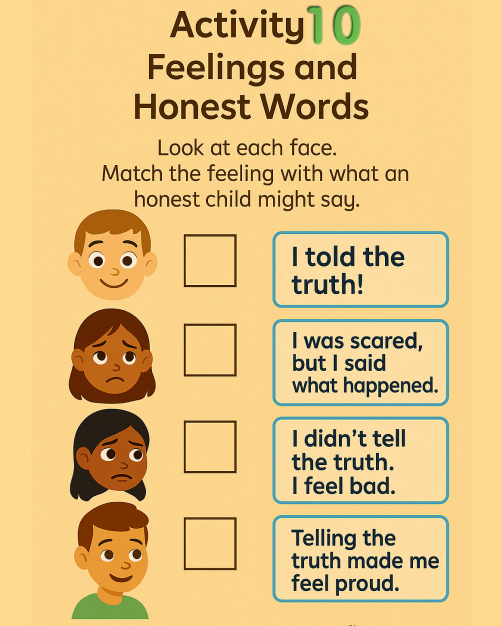 Activity 10
Feelings and
Honest Words
Look at each face.
Match the feeling with what an
honest child might say.
I told the
truth!
I was scared,
but I said
what happened.
I didn't tell
the truth.
I feel bad.
Telling the
truth made me
feel proud.